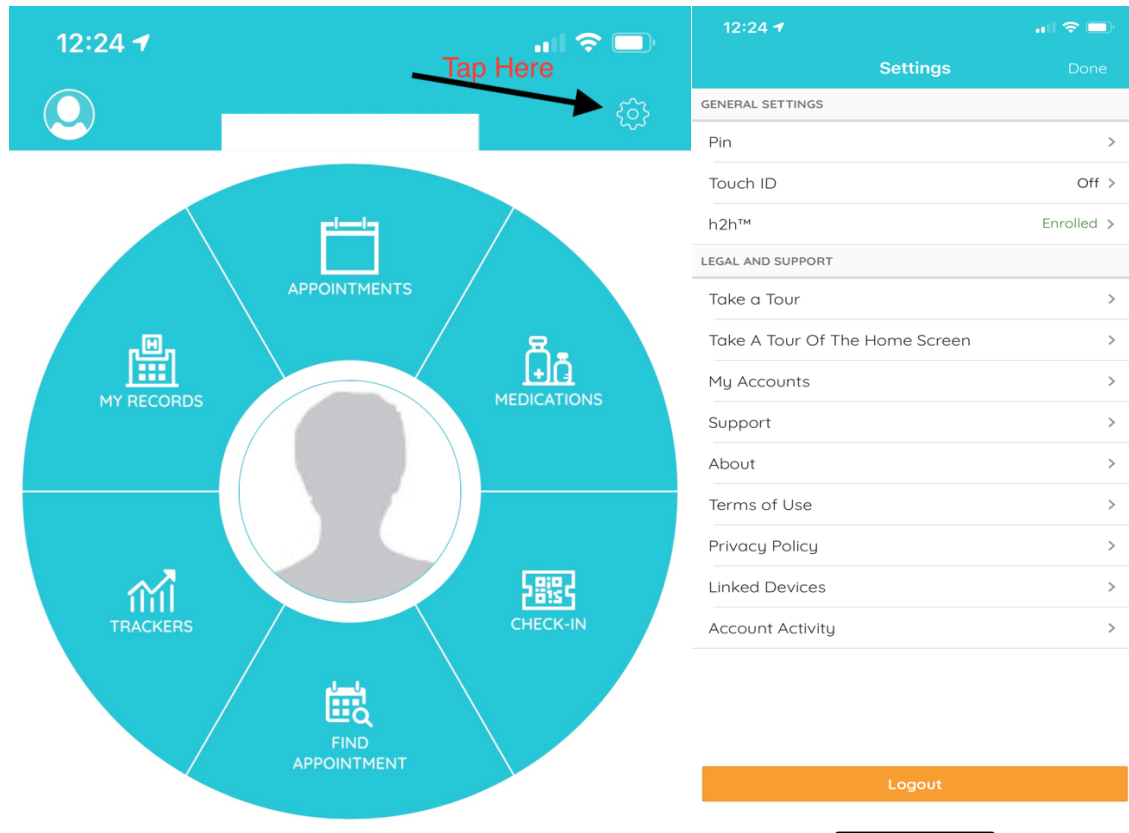 12:24
Tap Here
APPOINTMENTS
MY RECORDS
MEDICATIONS
TRACKERS
CHECK-IN
FIND
APPOINTMENT
12:24
Settings Done
GENERAL SETTINGS
Pin
Touch ID Off
h2h™ Enrolled
LEGAL AND SUPPORT
Take a Tour
Take A Tour Of The Home Screen
My Accounts
Support
About
Terms of Use
Privacy Policy
Linked Devices
Account Activity
Logout